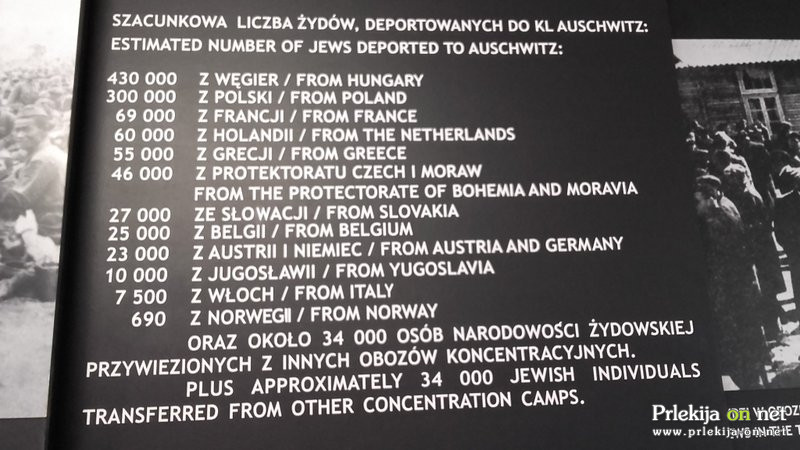 SZACUNKOWA LICZBA ŻYDÓW, DEPORTOWANYCH DO KL AUSCHWITZ:
ESTIMATED NUMBER OF JEWS DEPORTED TO AUSCHWITZ:
430 000 Z WĘGIER / FROM HUNGARY
300 000 Z POLSKI / FROM POLAND
69 000 Z FRANCJI / FROM FRANCE
60 000 Z HOLANDII / FROM THE NETHERLANDS
55 000 Z GRECJI / FROM GREECE
46 000 Z PROTEKTORATU CZECH I MORAW
FROM THE PROTECTORATE OF BOHEMIA AND MORAVIA
27 000 ZE SŁOWACJI / FROM SLOVAKIA
25 000 Z BELGII / FROM BELGIUM
23 000 Z AUSTRII I NIEMIEC / FROM AUSTRIA AND GERMANY
10 000 Z JUGOSŁAWII / FROM YUGOSLAVIA
7 500 Z WŁOCH / FROM ITALY
690 Z NORWEGII / FROM NORWAY
ORAZ OKOŁO 34 000 OSÓB NARODOWOŚCI ŻYDOWSKIEJ
PRZYWIEZIONYCH Z INNYCH OBOZÓW KONCENTRACYJNYCH.
PLUS APPROXIMATELY 34 000 JEWISH INDIVIDUALS
TRANSFERRED FROM OTHER CONCENTRATION CAMPS.
Prlekija on net
www.prlekija-on.net
IN THE